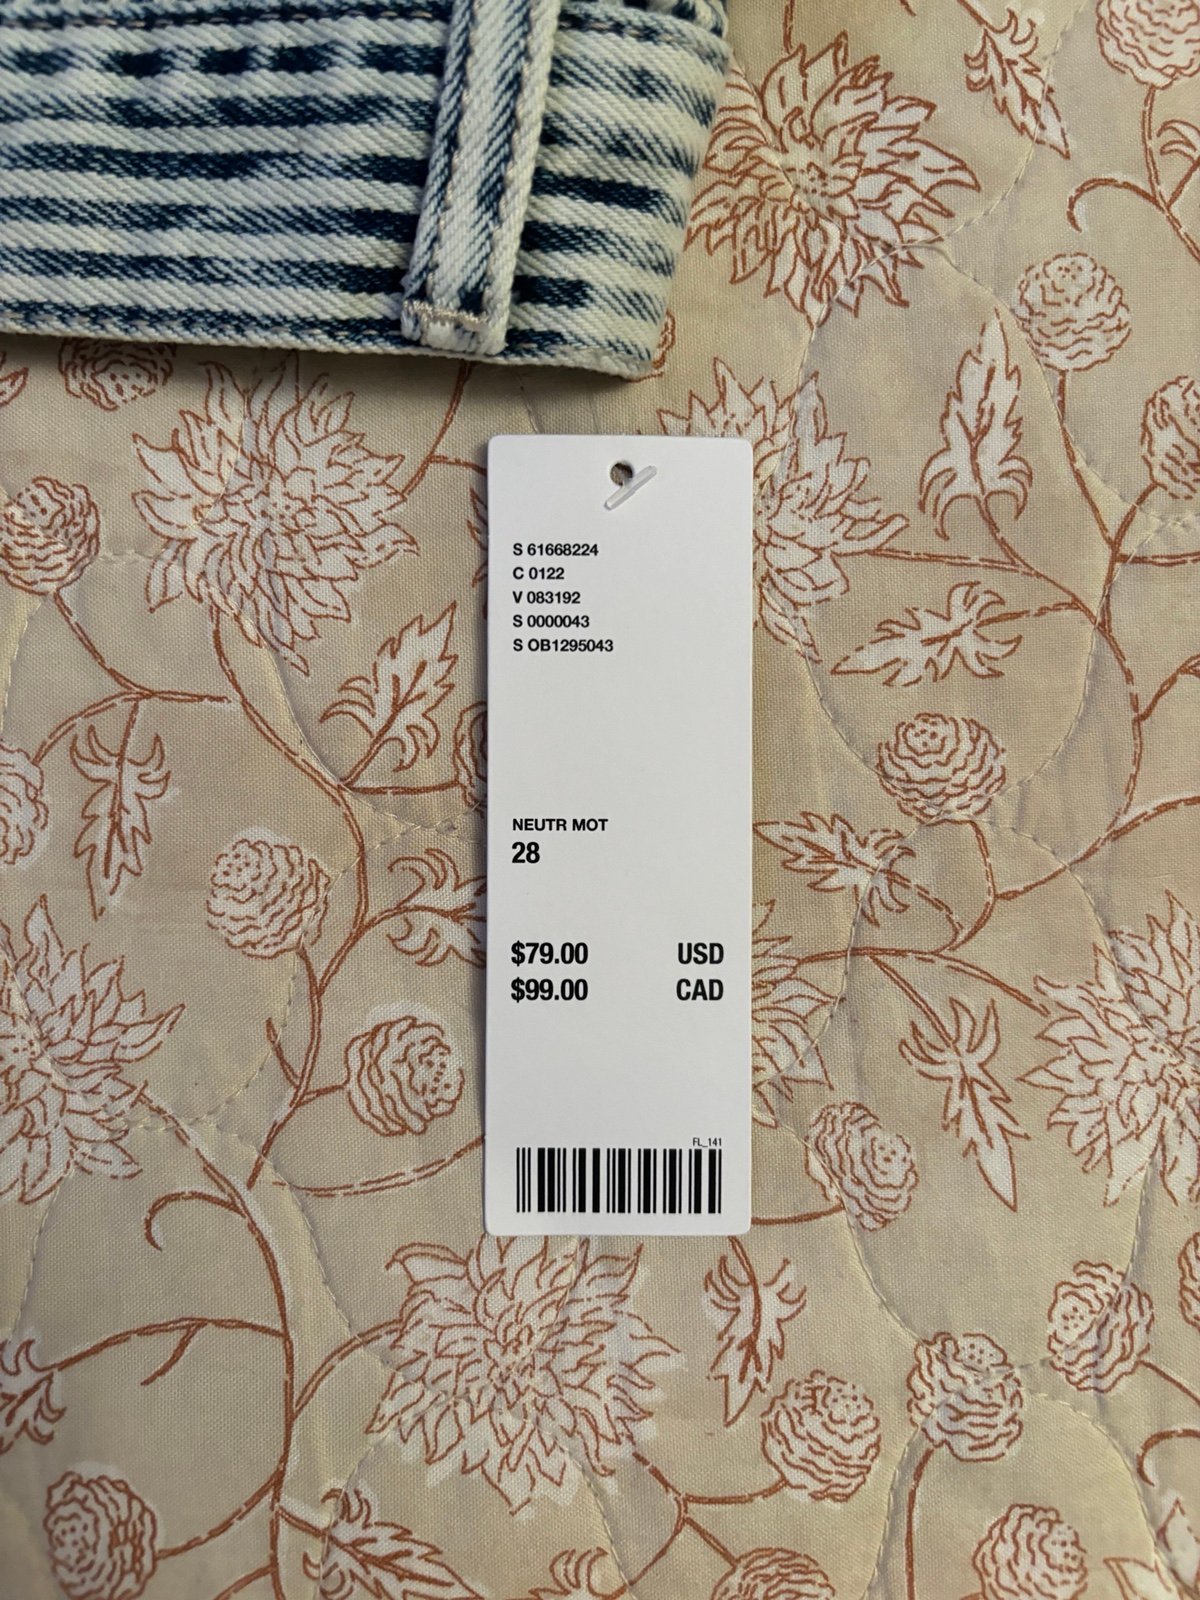 S 61668224
C 0122
V 083192
S 0000043
S OB1295043
NEUTR MOT
28
$79.00 USD
$99.00 CAD
FL_141